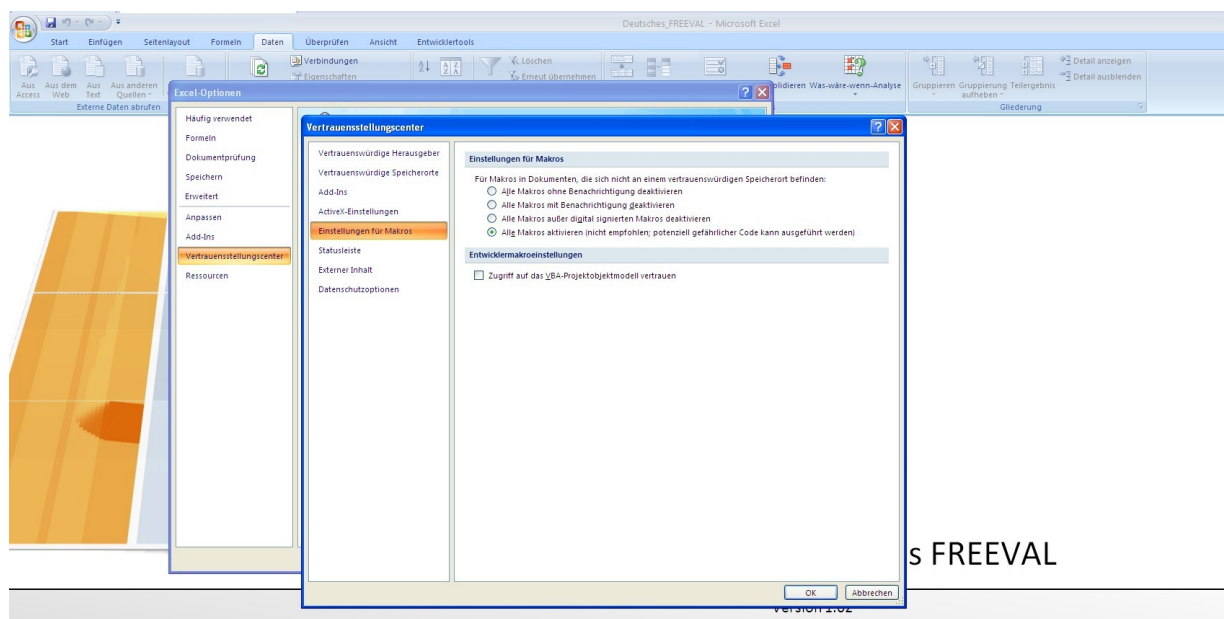 Deutsches_FREEVAL - Microsoft Excel
Start Einfügen Seitenlayout Formeln Daten Überprüfen Ansicht Entwicklertools
Aus Access
Aus dem Web
Aus Text
Aus anderen Quellen
Externe Daten abrufen
Verbindungen
Eigenschaften
Löschen
Erneut übernehmen
Was-wäre-wenn-Analyse
Gruppieren
Gruppierung aufheben
Teilergebnis
Detail anzeigen
Detail ausblenden
Gliederung
Excel-Optionen
Häufig verwendet
Formeln
Dokumentprüfung
Speichern
Erweitert
Anpassen
Add-Ins
Vertrauensstellungscenter
Ressourcen
Vertrauensstellungscenter
Vertrauenswürdige Herausgeber
Vertrauenswürdige Speicherorte
Add-Ins
ActiveX-Einstellungen
Einstellungen für Makros
Statusleiste
Externer Inhalt
Datenschutzoptionen
Einstellungen für Makros
Für Makros in Dokumenten, die sich nicht an einem vertrauenswürdigen Speicherort befinden:
Alle Makros ohne Benachrichtigung deaktivieren
Alle Makros mit Benachrichtigung deaktivieren
Alle Makros außer digital signierten Makros deaktivieren
Alle Makros aktivieren (nicht empfohlen; potenziell gefährlicher Code kann ausgeführt werden)
Entwicklermakroeinstellungen
Zugriff auf das VBA-Projektobjektmodell vertrauen
OK Abbrechen
s FREEVAL
Version 1.02